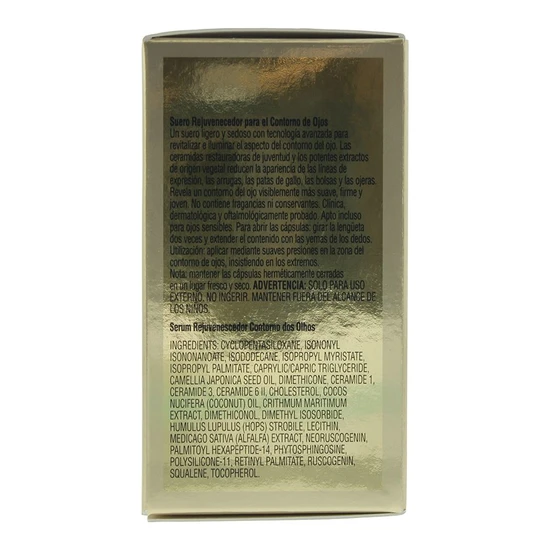 Suero Rejuvenecedor para el Contorno de Ojos
Un suero ligero y sedoso con tecnología avanzada para
revitalizar e iluminar el aspecto del contorno del ojo. Las
ceramidas restauradoras de juventud y los potentes extractos
de origen vegetal reducen la apariencia de las líneas de
expresión, las arrugas, las patas de gallo, las bolsas y las ojeras.
Revela un contorno del ojo visiblemente más suave, firme y
joven. No contiene fragancias ni conservantes. Clínica,
dermatológica y oftalmológicamente probado. Apto incluso
para ojos sensibles. Para abrir las cápsulas: girar la lengüeta
dos veces y extender el contenido con las yemas de los dedos.
Utilización: aplicar mediante suaves presiones en la zona del
contorno de ojos, insistiendo en los extremos.
Nota: mantener las cápsulas herméticamente cerradas
en un lugar fresco y seco. ADVERTENCIA: SOLO PARA USO
EXTERNO. NO INGERIR. MANTENER FUERA DEL ALCANCE DE
LOS NIÑOS.
Serum Rejuvenescedor Contorno dos Olhos
INGREDIENTS: CYCLOPENTASILOXANE, ISONONYL
ISONONANOATE, ISODODECANE, ISOPROPYL MYRISTATE,
ISOPROPYL PALMITATE, CAPRYLIC/CAPRIC TRIGLYCERIDE,
CAMELLIA JAPONICA SEED OIL, DIMETHICONE, CERAMIDE 1,
CERAMIDE 3, CERAMIDE 6 II, CHOLESTEROL, COCOS
NUCIFERA (COCONUT) OIL, CRITHMUM MARITIMUM
EXTRACT, DIMETHICONOL, DIMETHYL ISOSORBIDE,
HUMULUS LUPULUS (HOPS) STROBILE, LECITHIN,
MEDICAGO SATIVA (ALFALFA) EXTRACT, NEORUSCOGENIN,
PALMITOYL HEXAPEPTIDE-14, PHYTOSPHINGOSINE,
POLYSILICONE-11, RETINYL PALMITATE, RUSCOGENIN,
SQUALENE, TOCOPHEROL.